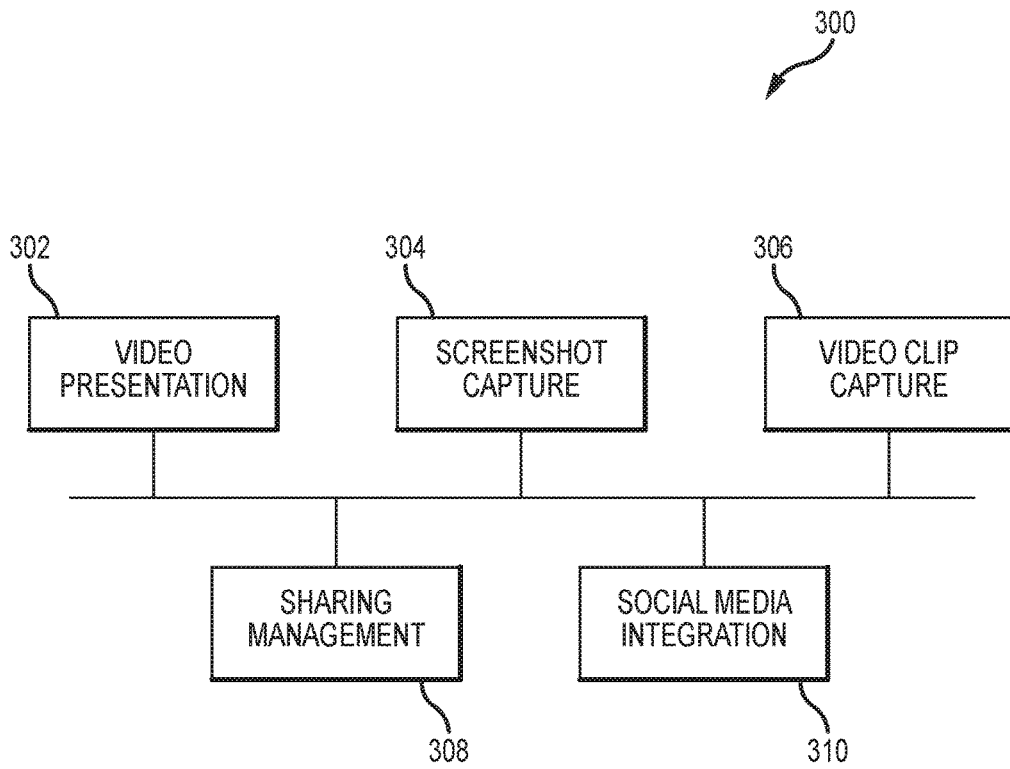 300
302
304
306
VIDEO
PRESENTATION
SCREENSHOT
CAPTURE
VIDEO CLIP
CAPTURE
SHARING
MANAGEMENT
SOCIAL MEDIA
INTEGRATION
308
310